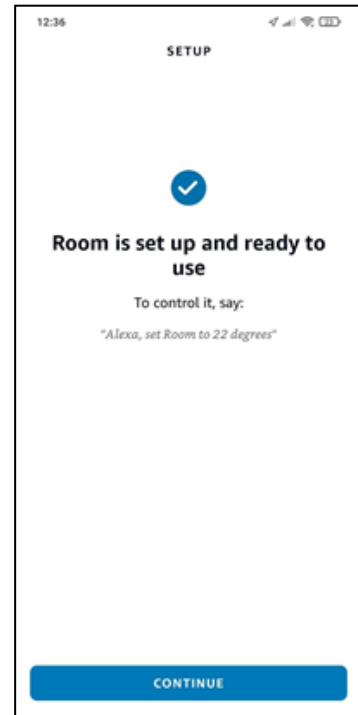 12:36
SETUP
Room is set up and ready to
use
To control it, say:
"Alexa, set Room to 22 degrees"
CONTINUE